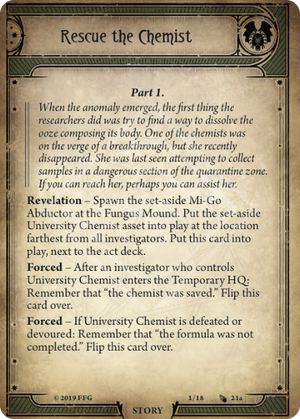 Rescue the Chemist
Part 1.
When the anomaly emerged, the first thing the
researchers did was try to find a way to dissolve the
ooze composing its body. One of the chemists was
on the verge of a breakthrough, but she recently
disappeared. She was last seen attempting to collect
samples in a dangerous section of the quarantine zone.
If you can reach her, perhaps you can assist her.
Revelation – Spawn the set-aside Mi-Go
Abductor at the Fungus Mound. Put the set-aside
University Chemist asset into play at the location
farthest from all investigators. Put this card into
play, next to the act deck.
Forced – After an investigator who controls
University Chemist enters the Temporary HQ:
Remember that “the chemist was saved.” Flip this
card over.
Forced – If University Chemist is defeated or
devoured: Remember that “the formula was not
completed.” Flip this card over.
© 2019 FFG 1/18 21a
STORY